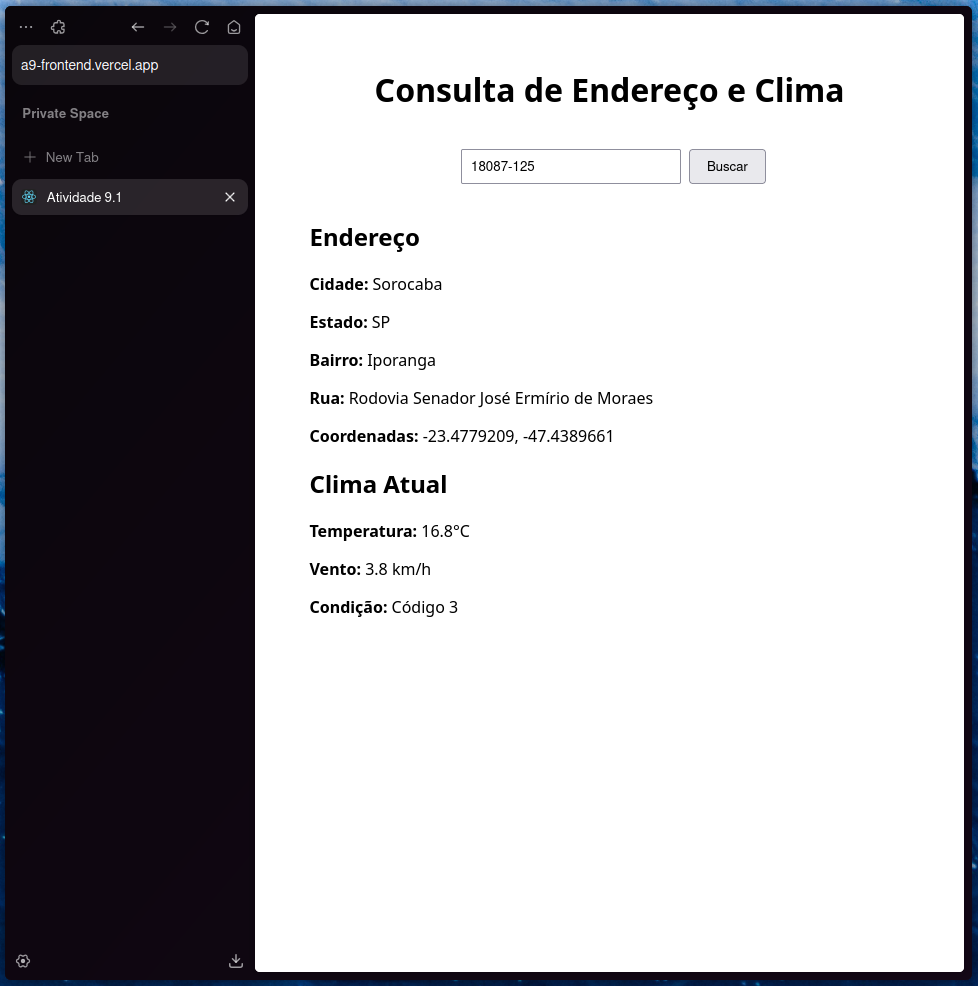 a9-frontend.vercel.app
Private Space
New Tab
Atividade 9.1
Consulta de Endereço e Clima
18087-125 Buscar
Endereço
Cidade: Sorocaba
Estado: SP
Bairro: Iporanga
Rua: Rodovia Senador José Ermírio de Moraes
Coordenadas: -23.4779209, -47.4389661
Clima Atual
Temperatura: 16.8°C
Vento: 3.8 km/h
Condição: Código 3